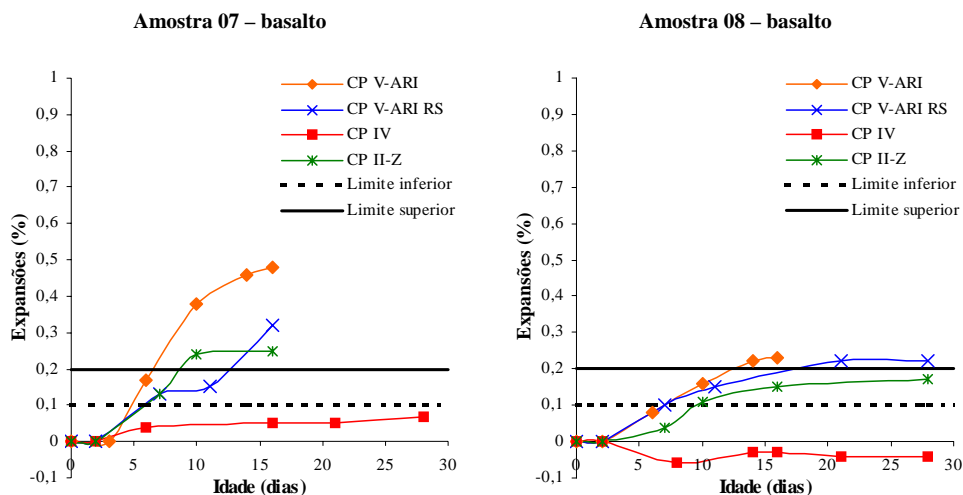 Amostra 07 – basalto
Expansões (%)
1
0,9
0,8
0,7
0,6
0,5
0,4
0,3
0,2
0,1
0
-0,1
CP V-ARI
CP V-ARI RS
CP IV
CP II-Z
Limite inferior
Limite superior
0 5 10 15 20 25 30
Idade (dias)
Amostra 08 – basalto
Expansões (%)
1
0,9
0,8
0,7
0,6
0,5
0,4
0,3
0,2
0,1
0
-0,1
CP V-ARI
CP V-ARI RS
CP IV
CP II-Z
Limite inferior
Limite superior
0 5 10 15 20 25 30
Idade (dias)